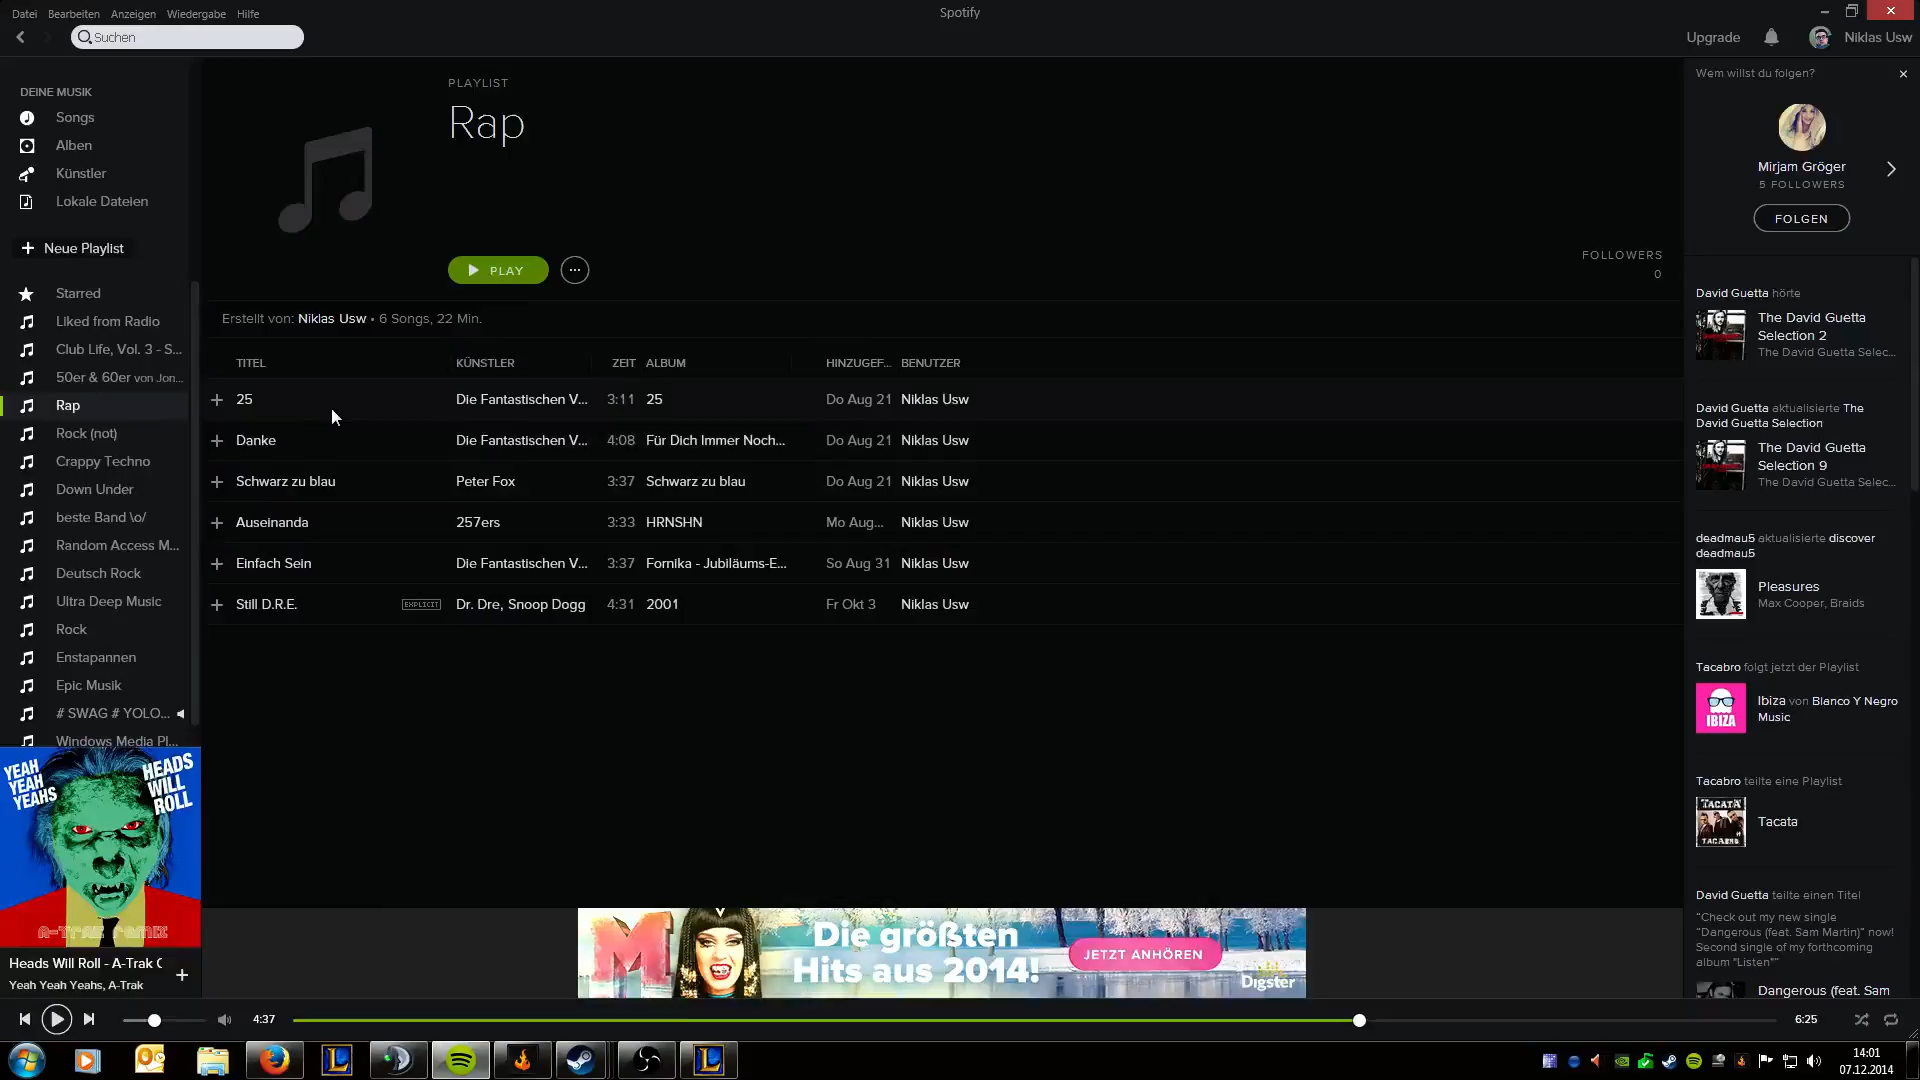 Datei Bearbeiten Anzeigen Wiedergabe Hilfe
Spotify
Suchen
Upgrade
Niklas Usw
DEINE MUSIK
Songs
Alben
Künstler
Lokale Dateien
Neue Playlist
Starred
Liked from Radio
Club Life, Vol. 3 - S...
50er & 60er von Jon...
Rap
Rock (not)
Crappy Techno
Down Under
beste Band \o/
Random Access M...
Deutsch Rock
Ultra Deep Music
Rock
Enstapannen
Epic Musik
# SWAG # YOLO...
Windows Media Pl...
YEAH YEAH YEAHS
HEADS WILL ROLL
A-TRAK REMIX
Heads Will Roll - A-Trak C
Yeah Yeah Yeahs, A-Trak
PLAYLIST
Rap
PLAY
FOLLOWERS
0
Erstellt von: Niklas Usw • 6 Songs, 22 Min.
TITEL KÜNSTLER ZEIT ALBUM HINZUGEF... BENUTZER
25 Die Fantastischen V... 3:11 25 Do Aug 21 Niklas Usw
Danke Die Fantastischen V... 4:08 Für Dich Immer Noch... Do Aug 21 Niklas Usw
Schwarz zu blau Peter Fox 3:37 Schwarz zu blau Do Aug 21 Niklas Usw
Auseinanda 257ers 3:33 HRNSHN Mo Aug... Niklas Usw
Einfach Sein Die Fantastischen V... 3:37 Fornika - Jubiläums-E... So Aug 31 Niklas Usw
Still D.R.E. EXPLICIT Dr. Dre, Snoop Dogg 4:31 2001 Fr Okt 3 Niklas Usw
M
Die größten
Hits aus 2014!
JETZT ANHÖREN
Digster
Wem willst du folgen?
Mirjam Gröger
5 FOLLOWERS
FOLGEN
David Guetta hörte
The David Guetta
Selection 2
The David Guetta Selec...
David Guetta aktualisierte The
David Guetta Selection
The David Guetta
Selection 9
The David Guetta Selec...
deadmau5 aktualisierte discover
deadmau5
Pleasures
Max Cooper, Braids
Tacabro folgt jetzt der Playlist
IBIZA
Ibiza von Blanco Y Negro
Music
Tacabro teilte eine Playlist
TACATA
TACABRO
Tacata
David Guetta teilte einen Titel
"Check out my new single
"Dangerous (feat. Sam Martin)" now!
Second single of my forthcoming
album "Listen""
Dangerous (feat. Sam
4:37
6:25
14:01
07.12.2014